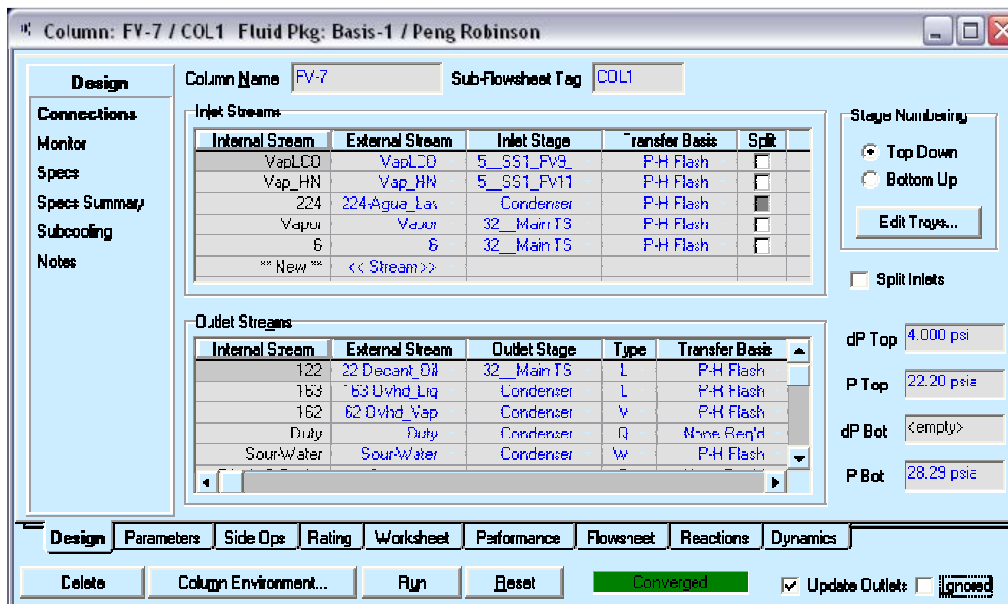 Column: FV-7 / COL1 Fluid Pkg: Basis-1 / Peng Robinson
Design
Connections
Monitor
Specs
Specs Summary
Subcooling
Notes
Column Name FV-7 Sub-Flowsheet Tag COL1
Inlet Streams
Internal Stream External Stream Inlet Stage Transfer Basis Split
VapLCO VapLCO 5__SS1_FV9_ P-H Flash
Vap_HN Vap_HN 5__SS1_FV11 P-H Flash
224 224-Agua_Lav Condenser P-H Flash
Vapor Vapor 32__Main TS P-H Flash
6 6 32__Main TS P-H Flash
** New ** << Stream>>
Outlet Streams
Internal Stream External Stream Outlet Stage Type Transfer Basis
122 22 Decant_Oil 32__Main TS L P-H Flash
163 163 Ovhd_Liq Condenser L P-H Flash
162 62 Ovhd_Vap Condenser V P-H Flash
Duty Duty Condenser Q None Req'd
Sour-Water Sour-Water Condenser W P-H Flash
Stage Numbering
Top Down
Bottom Up
Edit Trays...
Split Inlets
dP Top 4.000 psi
P Top 22.20 psia
dP Bot <empty>
P Bot 28.29 psia
Design Parameters Side Ops Rating Worksheet Performance Flowsheet Reactions Dynamics
Delete Column Environment... Run Reset Converged Update Outlets Ignored